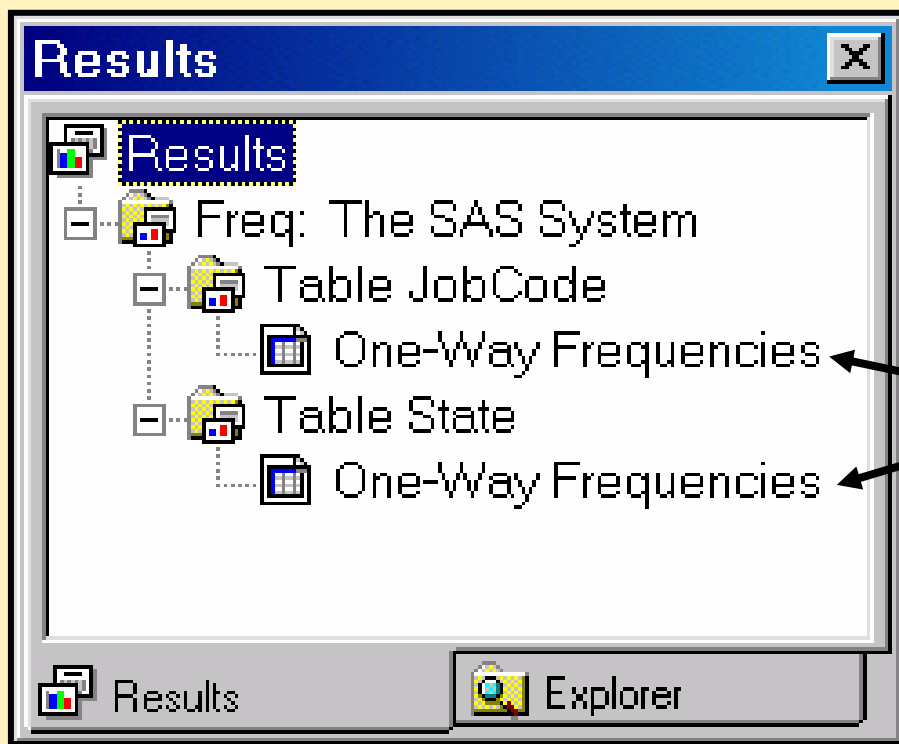 Results
Results
Freq: The SAS System
Table JobCode
One-Way Frequencies
Table State
One-Way Frequencies
Results
Explorer